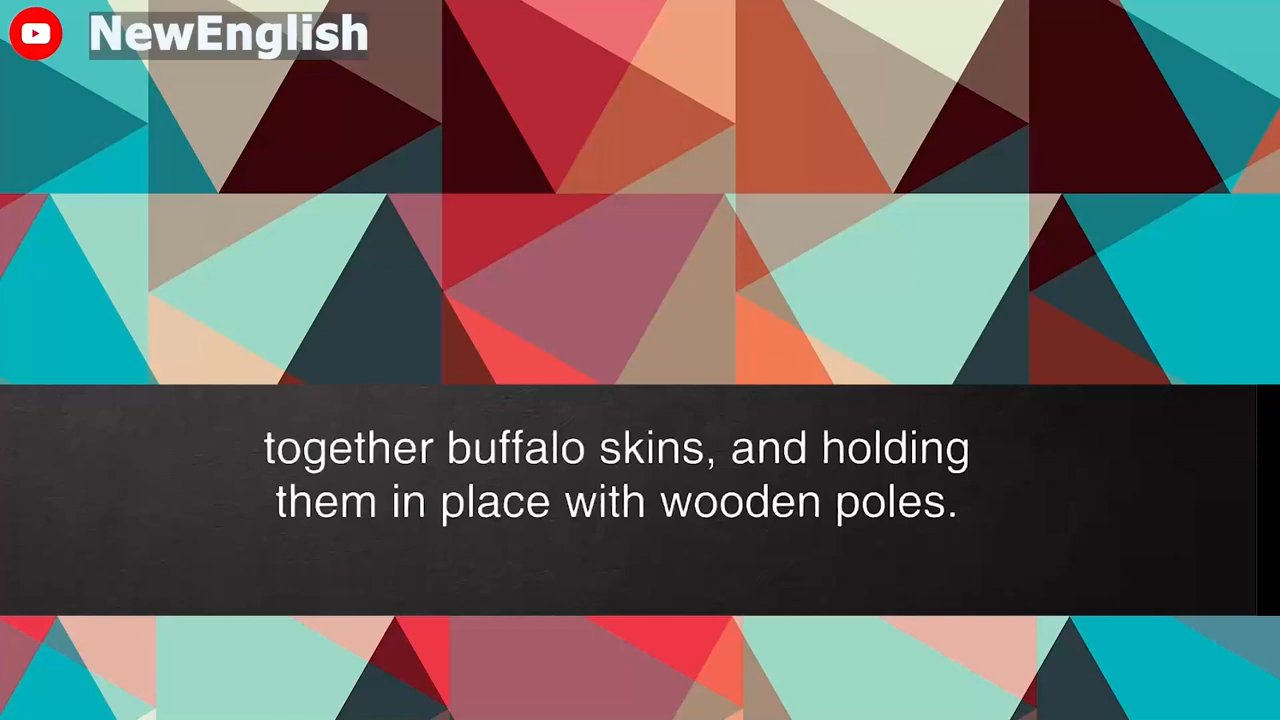 NewEnglish
together buffalo skins, and holding
them in place with wooden poles.